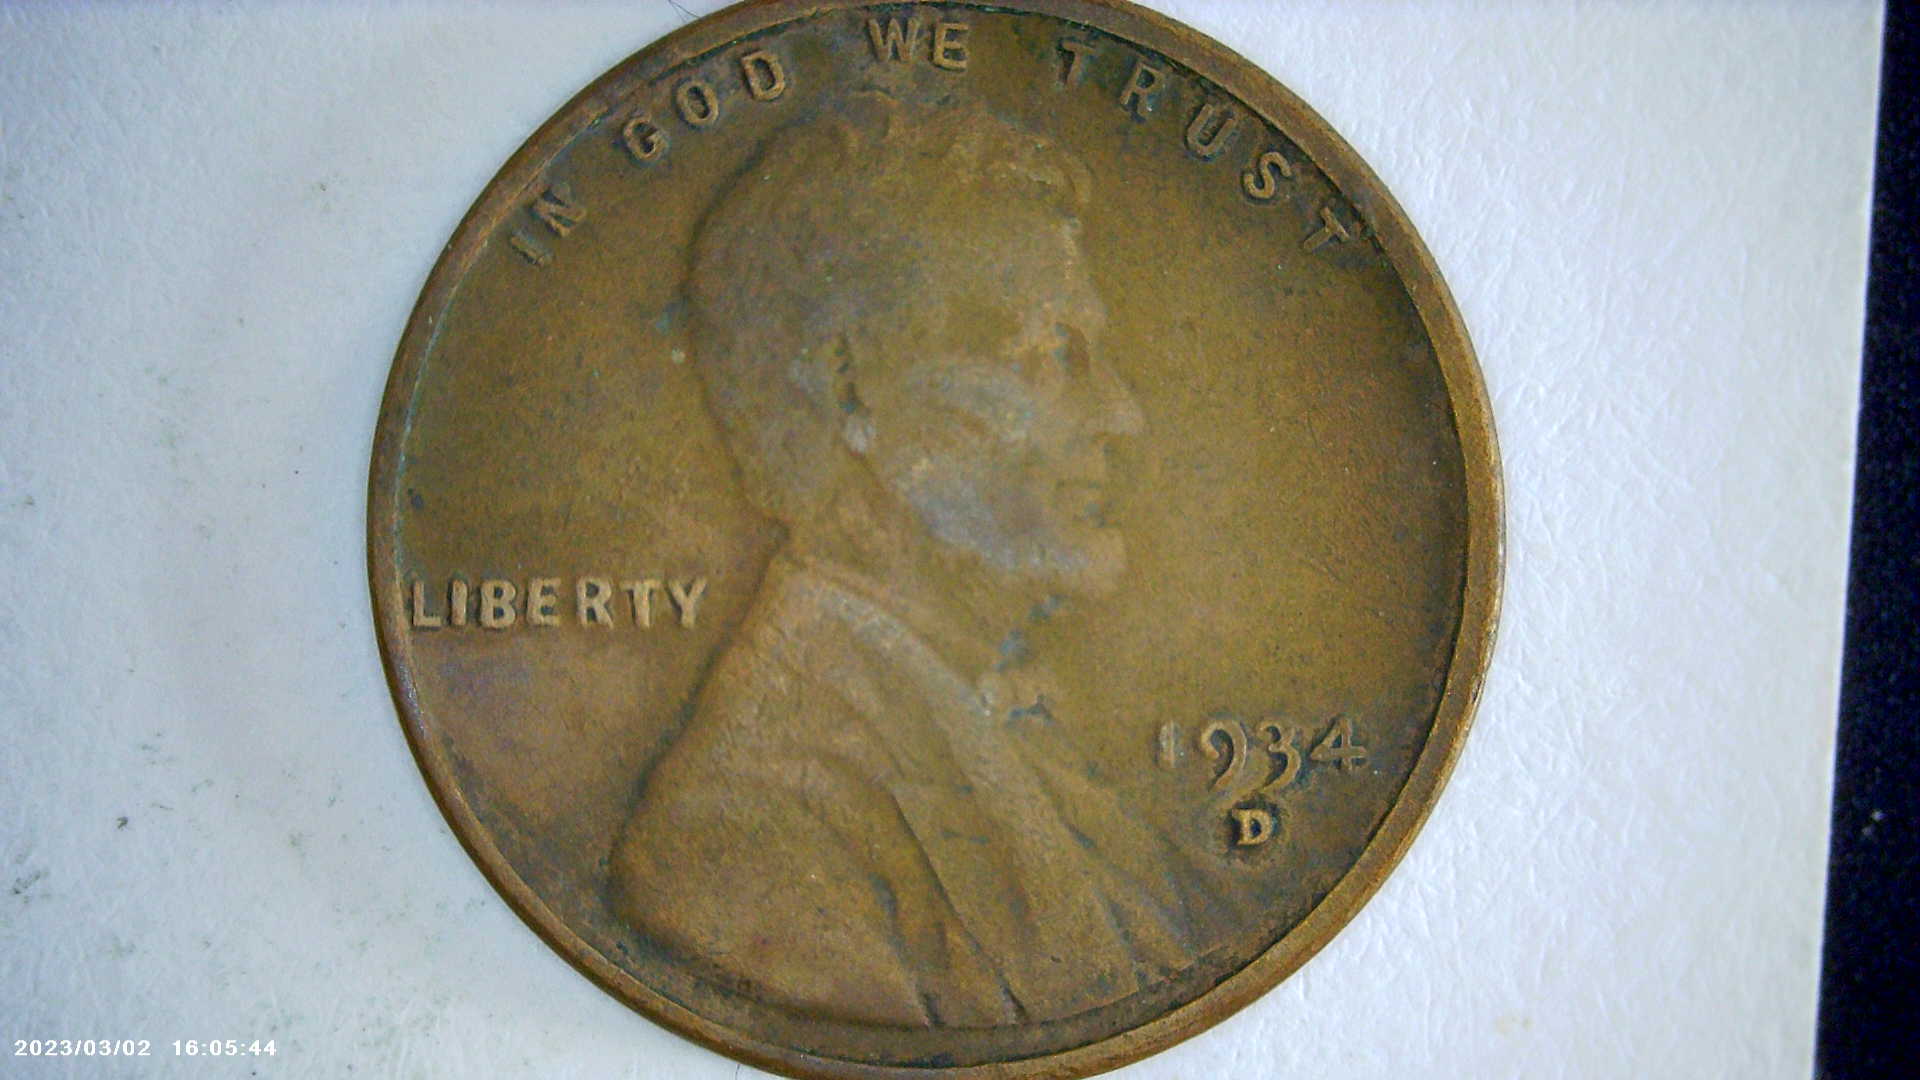 IN GOD WE TRUST
LIBERTY
1934
D
2023/03/02 16:05:44